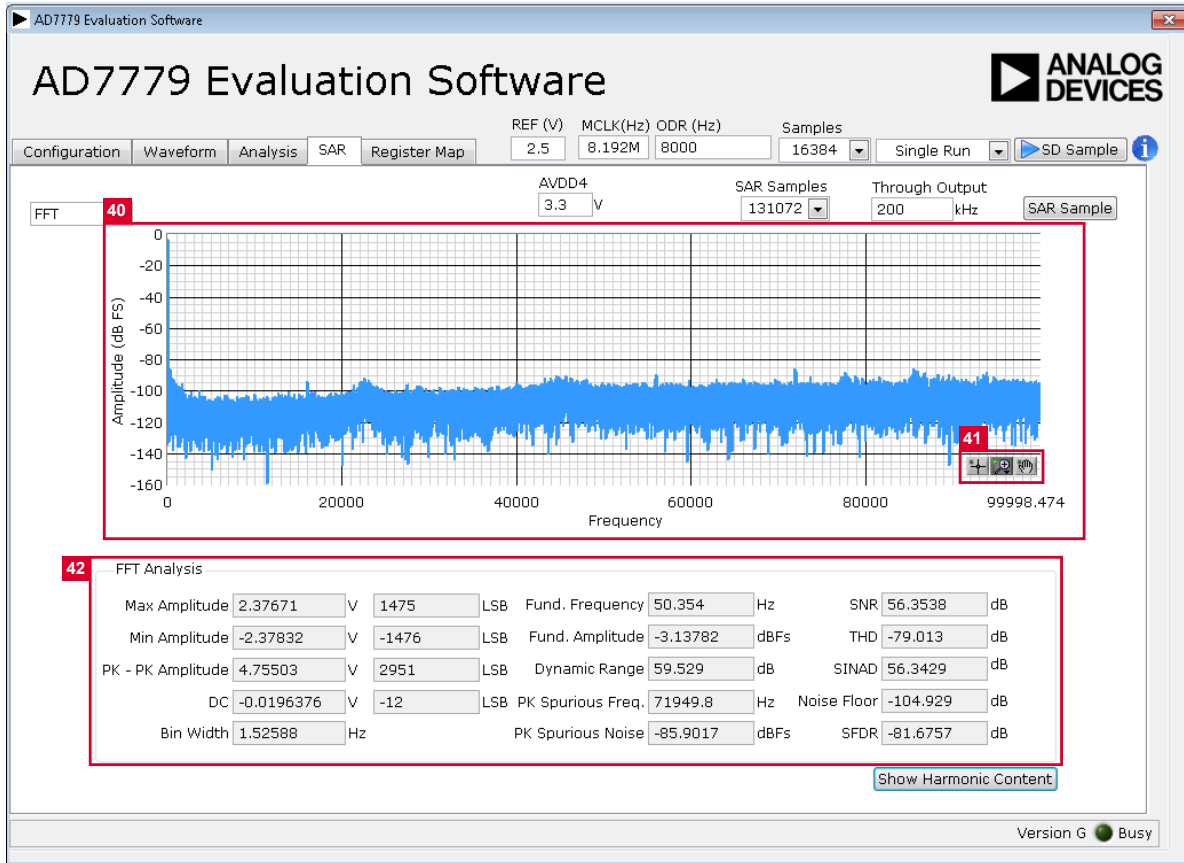 AD7779 Evaluation Software
AD7779 Evaluation Software
ANALOG
DEVICES
REF (V) MCLK(Hz) ODR (Hz) Samples
Configuration Waveform Analysis SAR Register Map 2.5 8.192M 8000 16384 Single Run SD Sample i
AVDD4 SAR Samples Through Output
FFT 3.3 V 131072 200 kHz SAR Sample
40
0
-20
-40
-60
-80
-100
-120
-140
-160
Amplitude (dB FS)
41
0 20000 40000 60000 80000 99998.474
Frequency
42 FFT Analysis
Max Amplitude 2.37671 V 1475 LSB Fund. Frequency 50.354 Hz SNR 56.3538 dB
Min Amplitude -2.37832 V -1476 LSB Fund. Amplitude -3.13782 dBFs THD -79.013 dB
PK - PK Amplitude 4.75503 V 2951 LSB Dynamic Range 59.529 dB SINAD 56.3429 dB
DC -0.0196376 V -12 LSB PK Spurious Freq. 71949.8 Hz Noise Floor -104.929 dB
Bin Width 1.52588 Hz PK Spurious Noise -85.9017 dBFs SFDR -81.6757 dB
Show Harmonic Content
Version G Busy